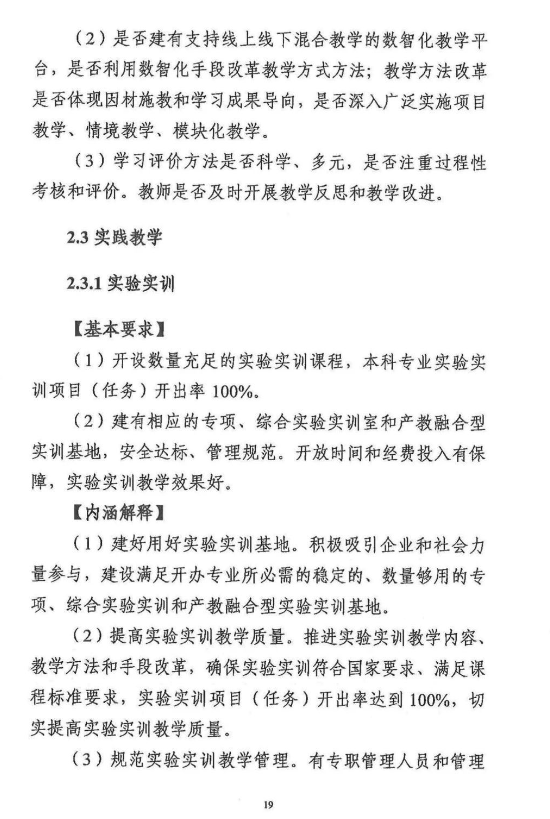 （2）是否建有支持线上线下混合教学的数智化教学平
台，是否利用数智化手段改革教学方式方法；教学方法改革
是否体现因材施教和学习成果导向，是否深入广泛实施项目
教学、情境教学、模块化教学。
（3）学习评价方法是否科学、多元，是否注重过程性
考核和评价。教师是否及时开展教学反思和教学改进。
2.3 实践教学
2.3.1 实验实训
【基本要求】
（1）开设数量充足的实验实训课程，本科专业实验实
训项目（任务）开出率 100%。
（2）建有相应的专项、综合实验实训室和产教融合型
实训基地，安全达标、管理规范。开放时间和经费投入有保
障，实验实训教学效果好。
【内涵解释】
（1）建好用好实验实训基地。积极吸引企业和社会力
量参与，建设满足开办专业所必需的稳定的、数量够用的专
项、综合实验实训和产教融合型实验实训基地。
（2）提高实验实训教学质量。推进实验实训教学内容、
教学方法和手段改革，确保实验实训符合国家要求、满足课
程标准要求，实验实训项目（任务）开出率达到 100%，切
实提高实验实训教学质量。
（3）规范实验实训教学管理。有专职管理人员和管理
19